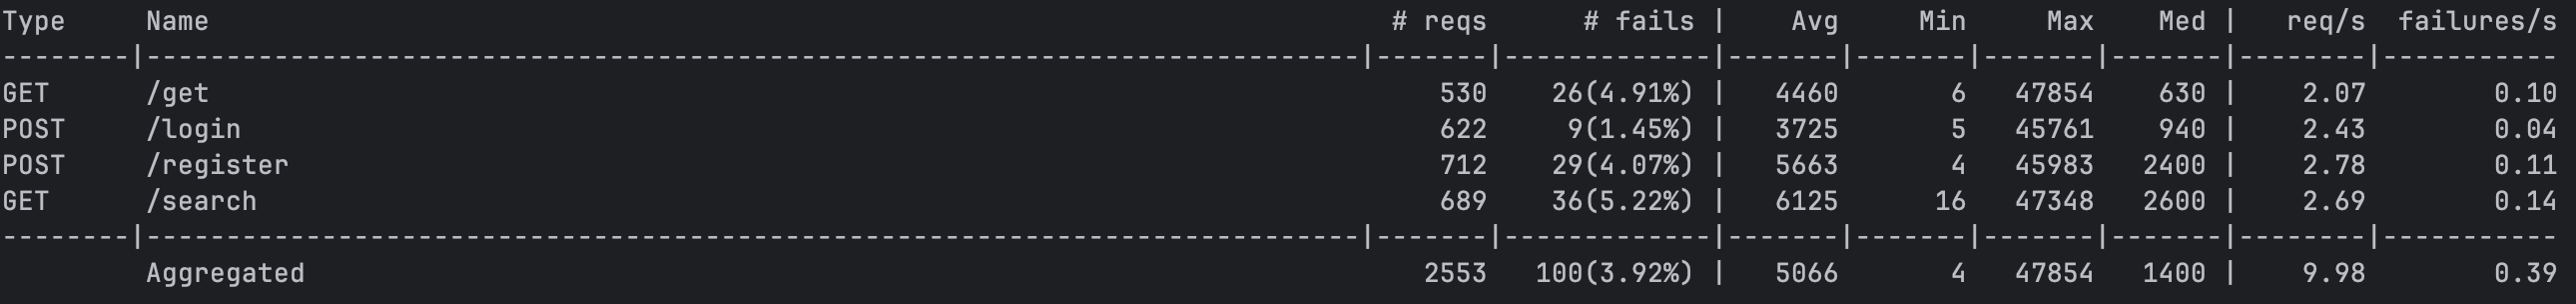 Type     Name                                                                          # reqs      # fails |    Avg     Min     Max    Med |   req/s  failures/s
--------|----------------------------------------------------------------------------|-------|-------------|-------|-------|-------|-------|--------|-----------
GET      /get                                                                             530     26(4.91%) |   4460       6   47854    630 |    2.07        0.10
POST     /login                                                                           622      9(1.45%) |   3725       5   45761    940 |    2.43        0.04
POST     /register                                                                        712     29(4.07%) |   5663       4   45983   2400 |    2.78        0.11
GET      /search                                                                          689     36(5.22%) |   6125      16   47348   2600 |    2.69        0.14
--------|----------------------------------------------------------------------------|-------|-------------|-------|-------|-------|-------|--------|-----------
         Aggregated                                                                      2553    100(3.92%) |   5066       4   47854   1400 |    9.98        0.39